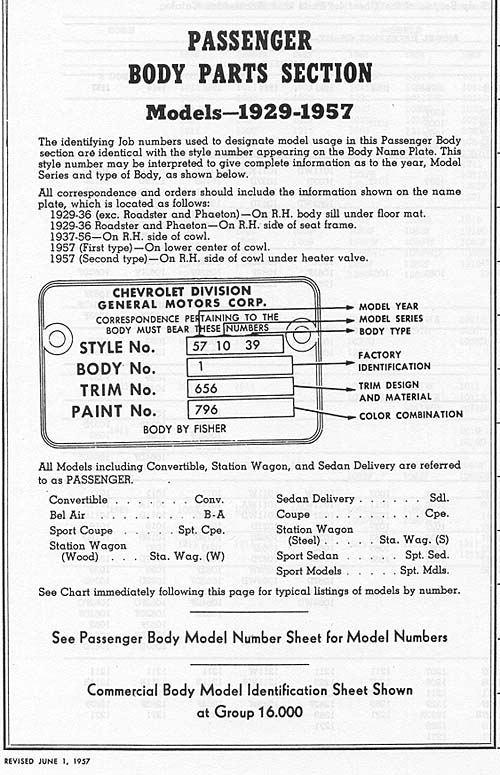 PASSENGER
BODY PARTS SECTION
Models—1929-1957
The identifying Job numbers used to designate model usage in this Passenger Body
section are identical with the style number appearing on the Body Name Plate. This
style number may be interpreted to give complete information as to the year, Model
Series and type of Body, as shown below.
All correspondence and orders should include the information shown on the name
plate, which is located as follows:
1929-36 (exc. Roadster and Phaeton)—On R.H. body sill under floor mat.
1929-36 Roadster and Phaeton—On R.H. side of seat frame.
1937-56—On R.H. side of cowl.
1957 (First type)—On lower center of cowl.
1957 (Second type)—On R.H. side of cowl under heater valve.
CHEVROLET DIVISION
GENERAL MOTORS CORP.
CORRESPONDENCE PERTAINING TO THE
BODY MUST BEAR THESE NUMBERS
STYLE No. 57 10 39
BODY No. 1
TRIM No. 656
PAINT No. 796
BODY BY FISHER
MODEL YEAR
MODEL SERIES
BODY TYPE
FACTORY
IDENTIFICATION
TRIM DESIGN
AND MATERIAL
COLOR COMBINATION
All Models including Convertible, Station Wagon, and Sedan Delivery are referred
to as PASSENGER.
Convertible . . . . . . . Conv.
Bel Air . . . . . . . . B-A
Sport Coupe . . . . . Spt. Cpe.
Station Wagon
(Wood) . . . Sta. Wag. (W)
Sedan Delivery . . . . . . Sdl.
Coupe . . . . . . . . . Cpe.
Station Wagon
(Steel) . . . . . Sta. Wag. (S)
Sport Sedan . . . . . Spt. Sed.
Sport Models . . . . . Spt. Mdls.
See Chart immediately following this page for typical listings of models by number.
See Passenger Body Model Number Sheet for Model Numbers
Commercial Body Model Identification Sheet Shown
at Group 16.000
REVISED JUNE 1, 1957